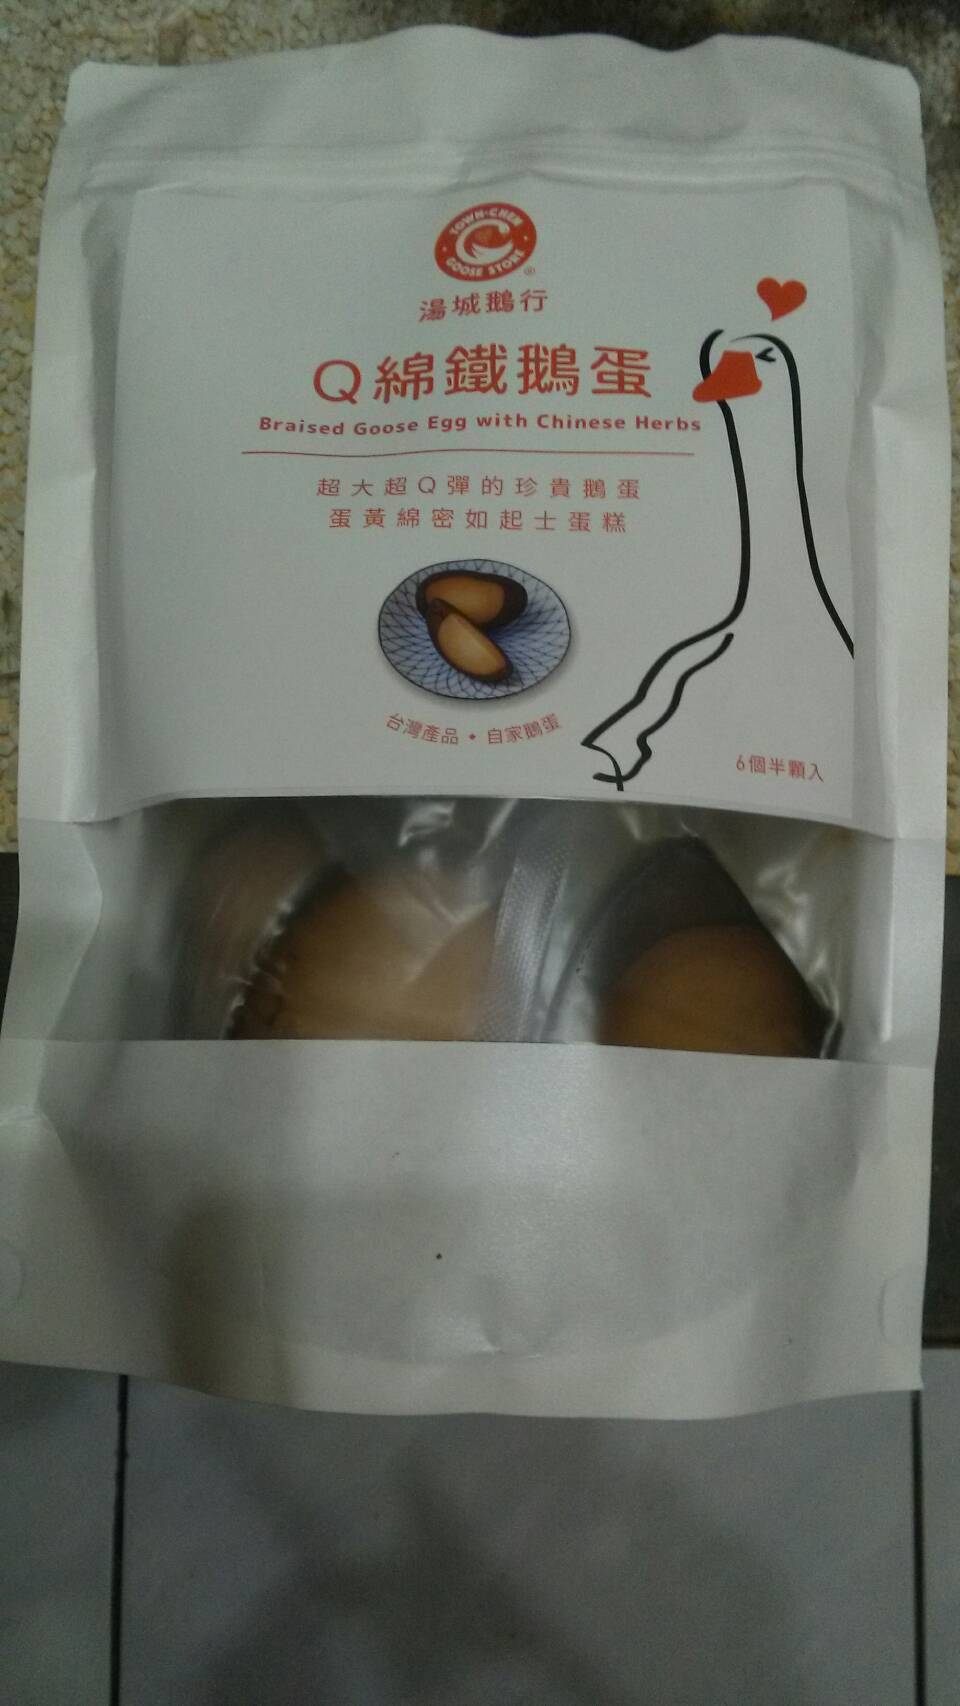 TOWN-CHEN
GOOSE STORE
®
湯城鵝行
Q綿鐵鵝蛋
Braised Goose Egg with Chinese Herbs
超大超Q彈的珍貴鵝蛋
蛋黃綿密如起士蛋糕
台灣產品•自家鵝蛋
6個半顆入